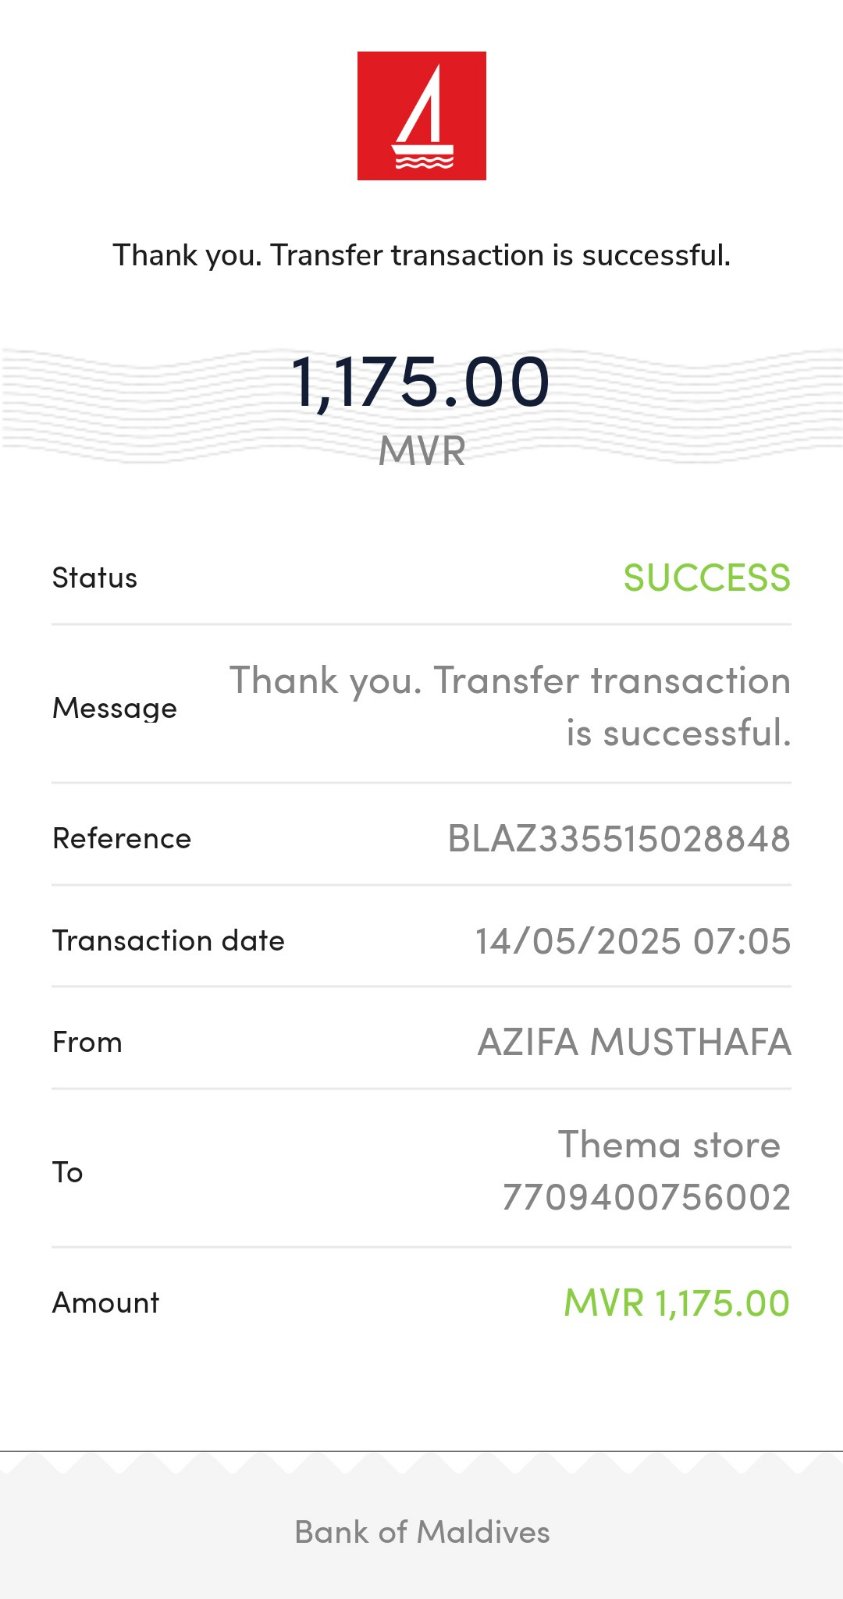 Thank you. Transfer transaction is successful.
1,175.00
MVR
Status
SUCCESS
Message
Thank you. Transfer transaction
is successful.
Reference
BLAZ335515028848
Transaction date
14/05/2025 07:05
From
AZIFA MUSTHAFA
To
Thema store
7709400756002
Amount
MVR 1,175.00
Bank of Maldives